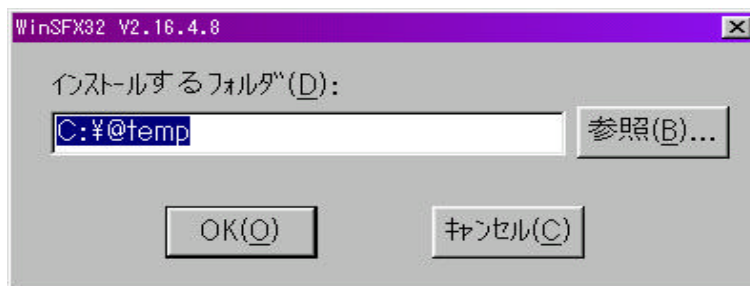 WinSFX32 V2.16.4.8
インストールするフォルダ(D):
C:¥@temp
参照(B)...
OK(O)
キャンセル(C)